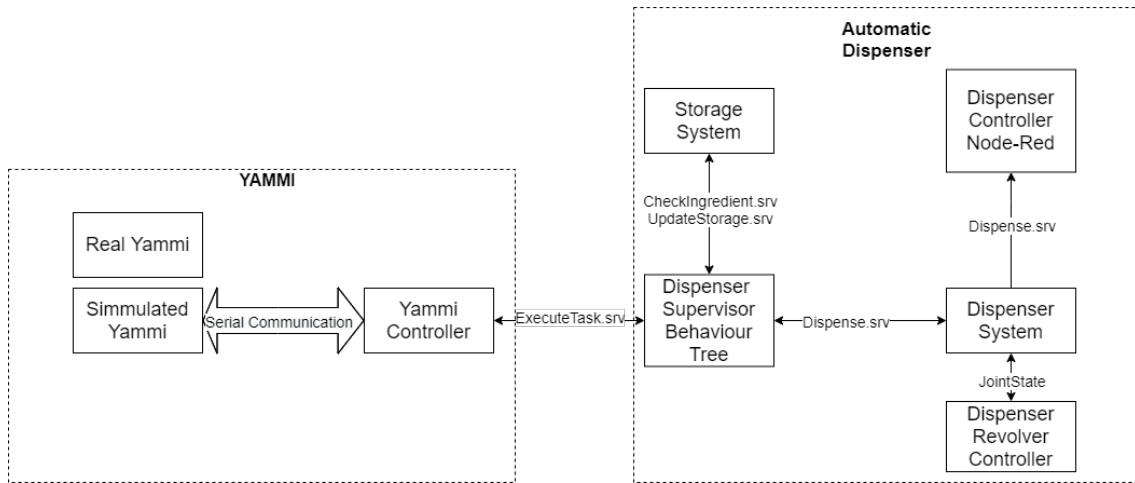 Automatic
Dispenser
Storage
System
Dispenser
Controller
Node-Red
YAMMI
CheckIngredient.srv
UpdateStorage.srv
Real Yammi
Dispense.srv
Simmulated
Yammi
Serial Communication
Yammi
Controller
ExecuteTask.srv
Dispenser
Supervisor
Behaviour
Tree
Dispense.srv
Dispenser
System
JointState
Dispenser
Revolver
Controller